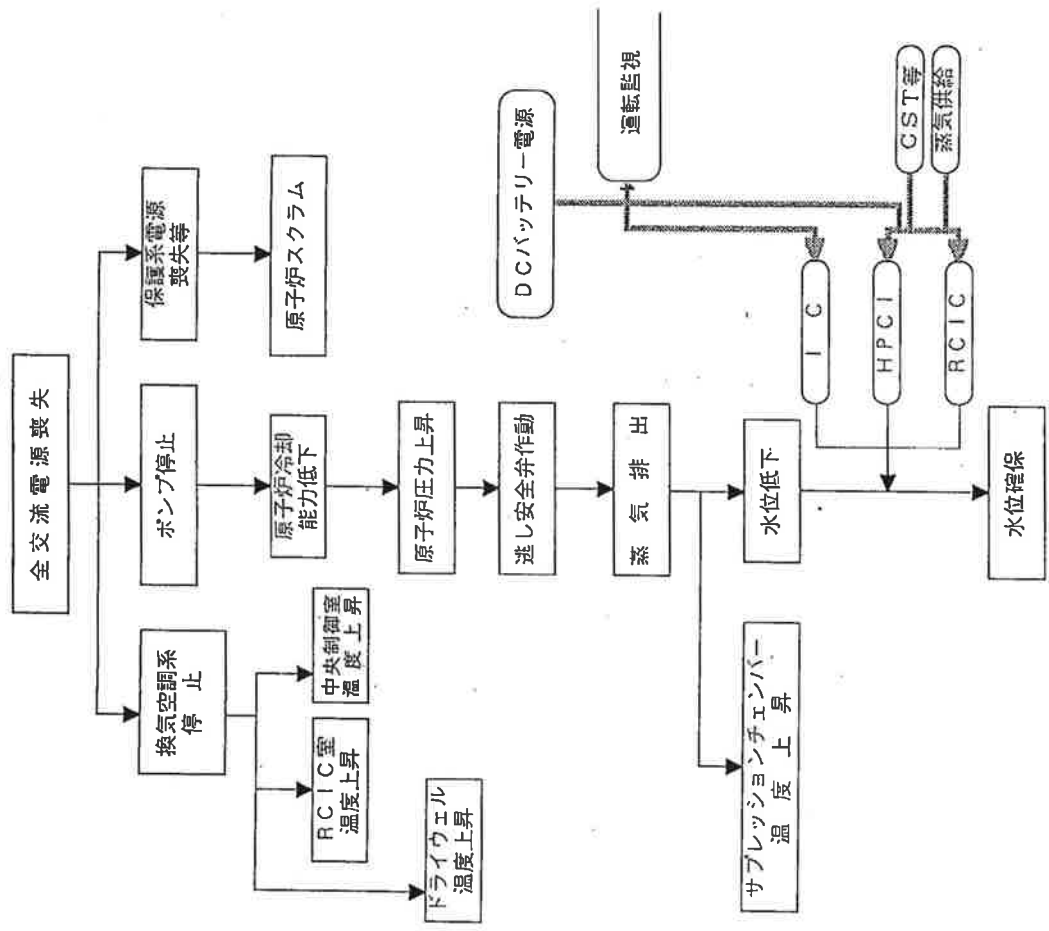 全交流電源喪失
換気空調系
停　止
ポンプ停止
保護系電源
喪失等
原子炉スクラム
原子炉冷却
能力低下
中央制御室
温　度　上　昇
ＲＣＩＣ室
温度上昇
ドライウェル
温度上昇
原子炉圧力上昇
逃し安全弁作動
蒸　気　排　出
ＤＣバッテリー電源
運転監視
サプレッションチェンバー
温　度　上　昇
水位低下
ＩＣ
ＨＰＣＩ
ＲＣＩＣ
ＣＳＴ等
蒸気供給
水位確保